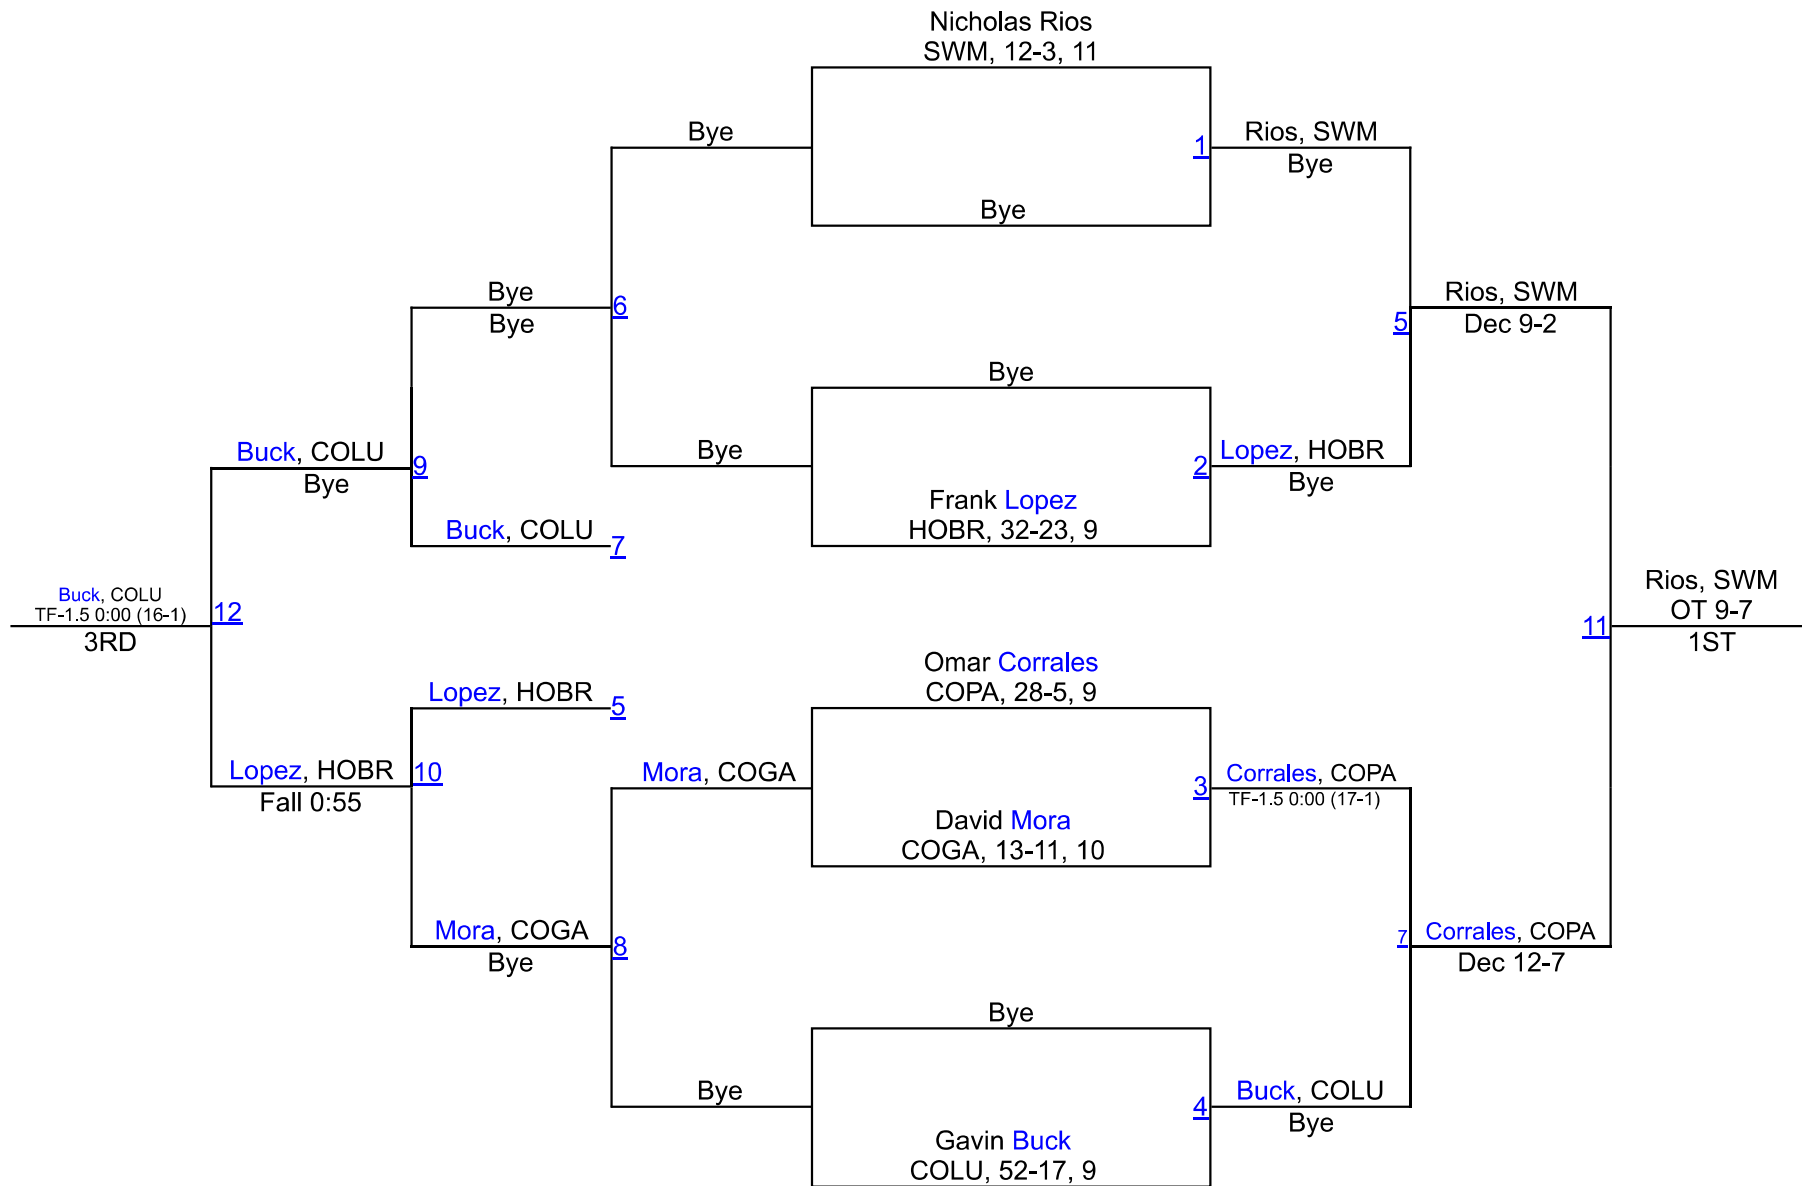 Nicholas Rios
SWM, 12-3, 11
Bye
1
Rios, SWM
Bye
Bye
Bye
Bye
6
Rios, SWM
5
Dec 9-2
Bye
Buck, COLU
Bye
9
Bye
2
Lopez, HOBR
Bye
Frank Lopez
HOBR, 32-23, 9
Buck, COLU
7
Buck, COLU
TF-1.5 0:00 (16-1)
3RD
12
Rios, SWM
OT 9-7
1ST
11
Omar Corrales
COPA, 28-5, 9
Lopez, HOBR
5
Lopez, HOBR
Fall 0:55
10
Mora, COGA
3
Corrales, COPA
TF-1.5 0:00 (17-1)
David Mora
COGA, 13-11, 10
Mora, COGA
Bye
8
7
Corrales, COPA
Dec 12-7
Bye
Bye
4
Buck, COLU
Bye
Gavin Buck
COLU, 52-17, 9